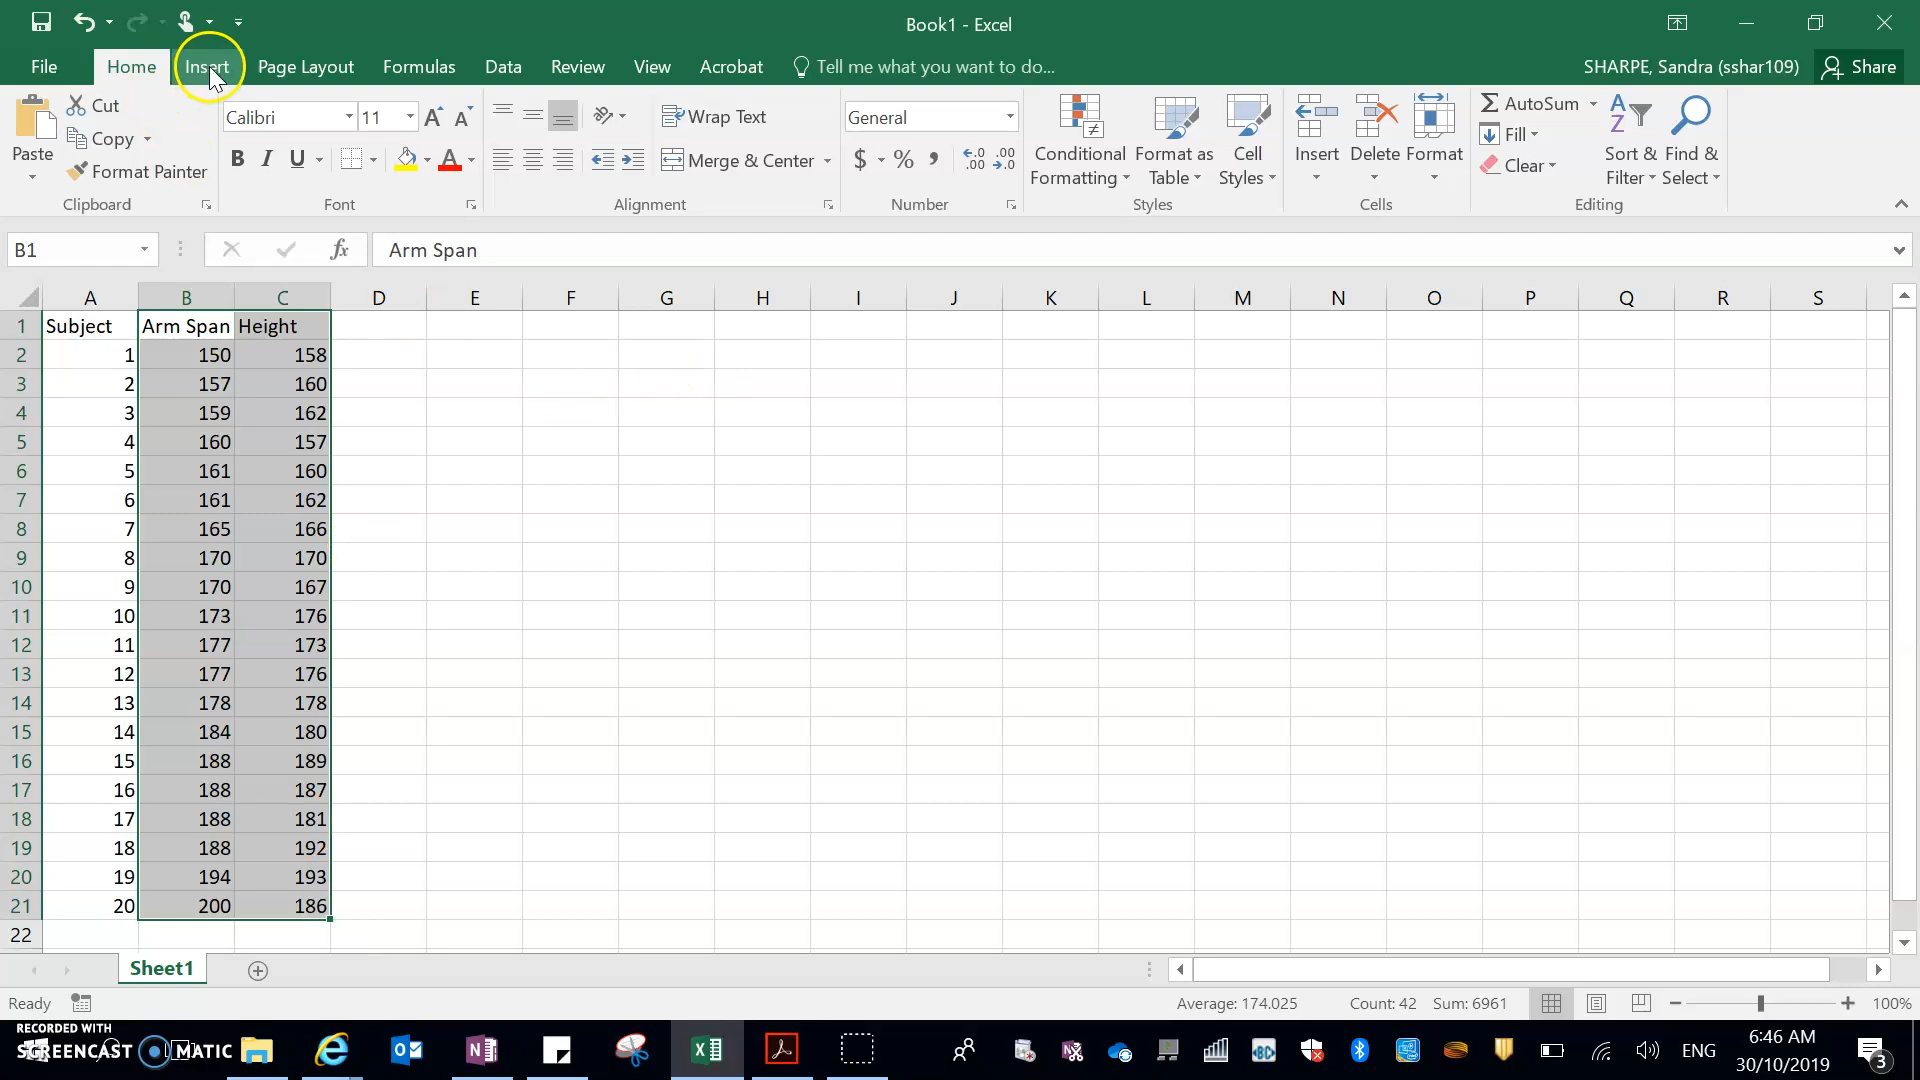 Book1 - Excel
File Home Insert Page Layout Formulas Data Review View Acrobat Tell me what you want to do... SHARPE, Sandra (sshar109) Share
Paste Cut Copy Format Painter Clipboard
Calibri 11 B I U A Font
Wrap Text Merge & Center Alignment
General $ % , Number
Conditional Formatting Format as Table Cell Styles Styles
Insert Delete Format Cells
AutoSum Fill Clear Sort & Filter Find & Select Editing
B1 fx Arm Span
A B C D E F G H I J K L M N O P Q R S
1 Subject Arm Span Height
2 1 150 158
3 2 157 160
4 3 159 162
5 4 160 157
6 5 161 160
7 6 161 162
8 7 165 166
9 8 170 170
10 9 170 167
11 10 173 176
12 11 177 173
13 12 177 176
14 13 178 178
15 14 184 180
16 15 188 189
17 16 188 187
18 17 188 181
19 18 188 192
20 19 194 193
21 20 200 186
22
Sheet1
Ready Average: 174.025 Count: 42 Sum: 6961 100%
RECORDED WITH
SCREENCAST MATIC
ENG 6:46 AM
30/10/2019 3